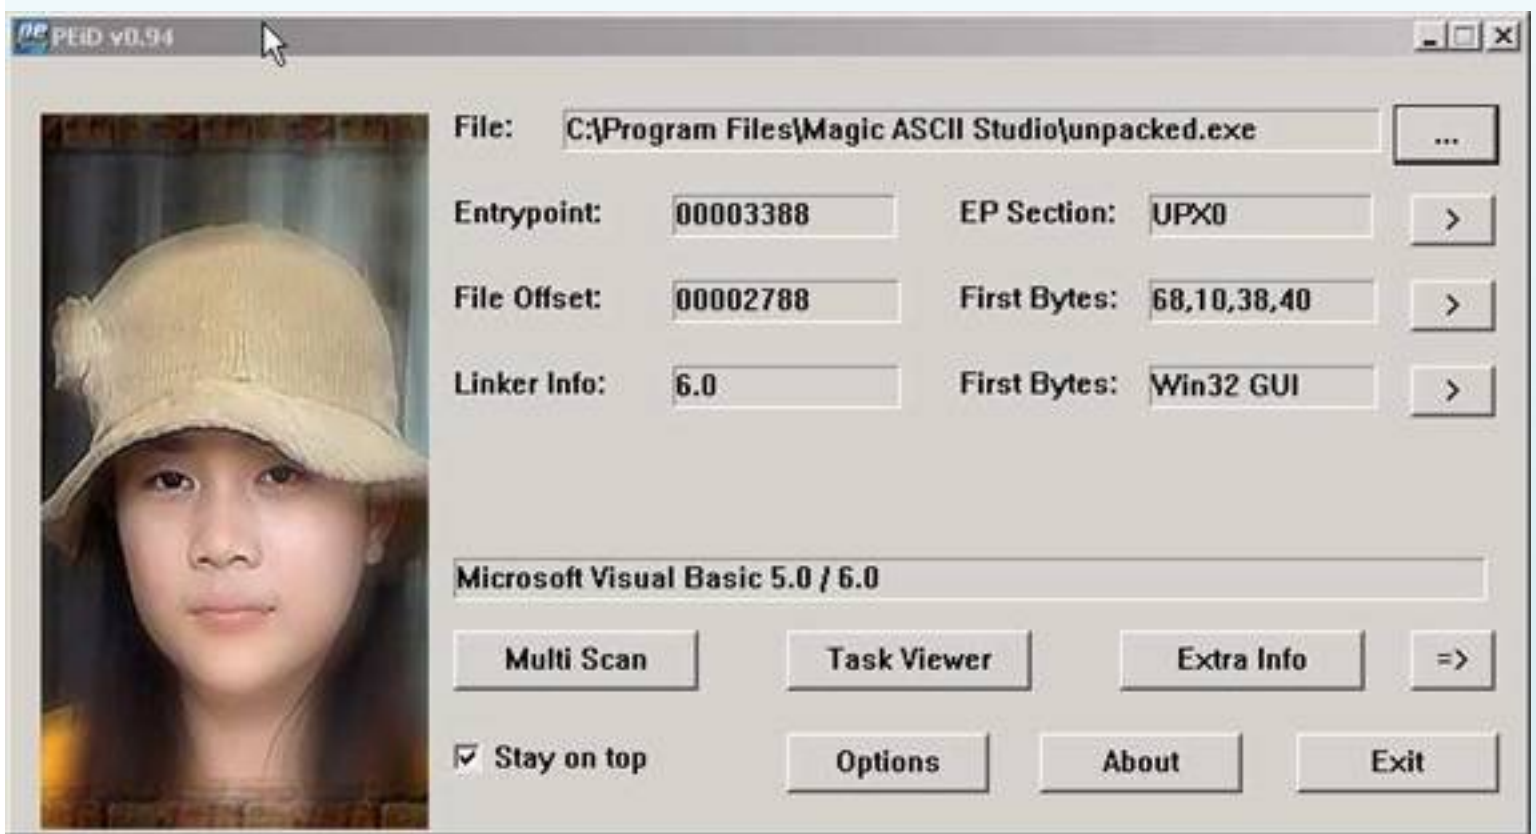 pe PEiD v0.94
File: C:\Program Files\Magic ASCII Studio\unpacked.exe ...
Entrypoint: 00003388 EP Section: UPX0 >
File Offset: 00002788 First Bytes: 68,10,38,40 >
Linker Info: 6.0 First Bytes: Win32 GUI >
Microsoft Visual Basic 5.0 / 6.0
Multi Scan Task Viewer Extra Info =>
Stay on top Options About Exit